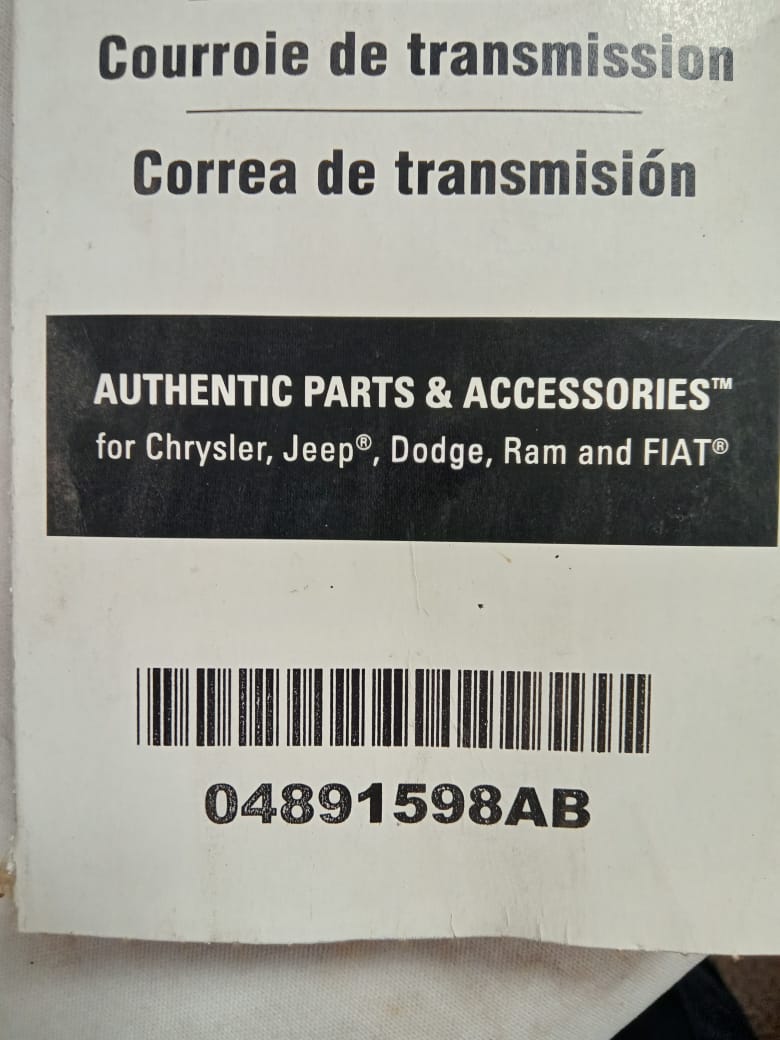 Courroie de transmission
Correa de transmisión
AUTHENTIC PARTS & ACCESSORIES™
for Chrysler, Jeep®, Dodge, Ram and FIAT®
04891598AB